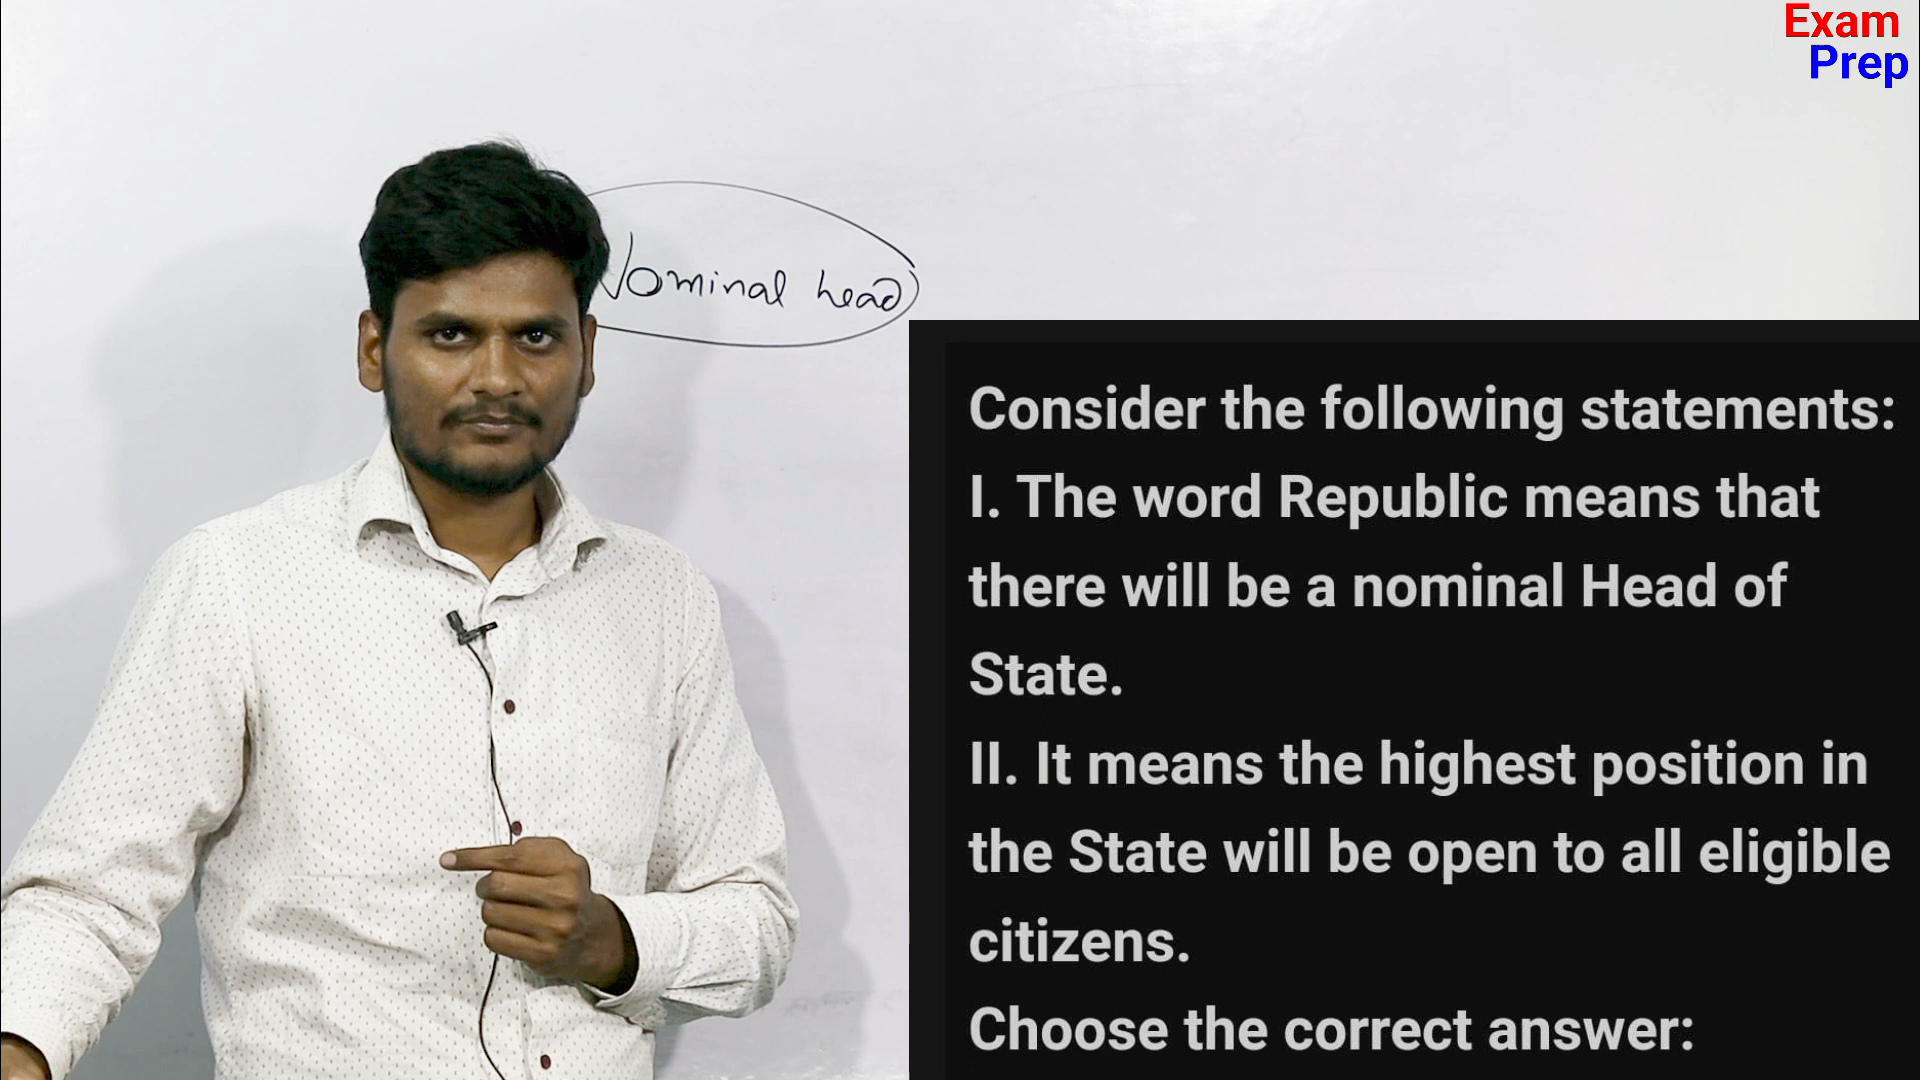 Exam
Prep
Nominal head
Consider the following statements:
I. The word Republic means that
there will be a nominal Head of
State.
II. It means the highest position in
the State will be open to all eligible
citizens.
Choose the correct answer: